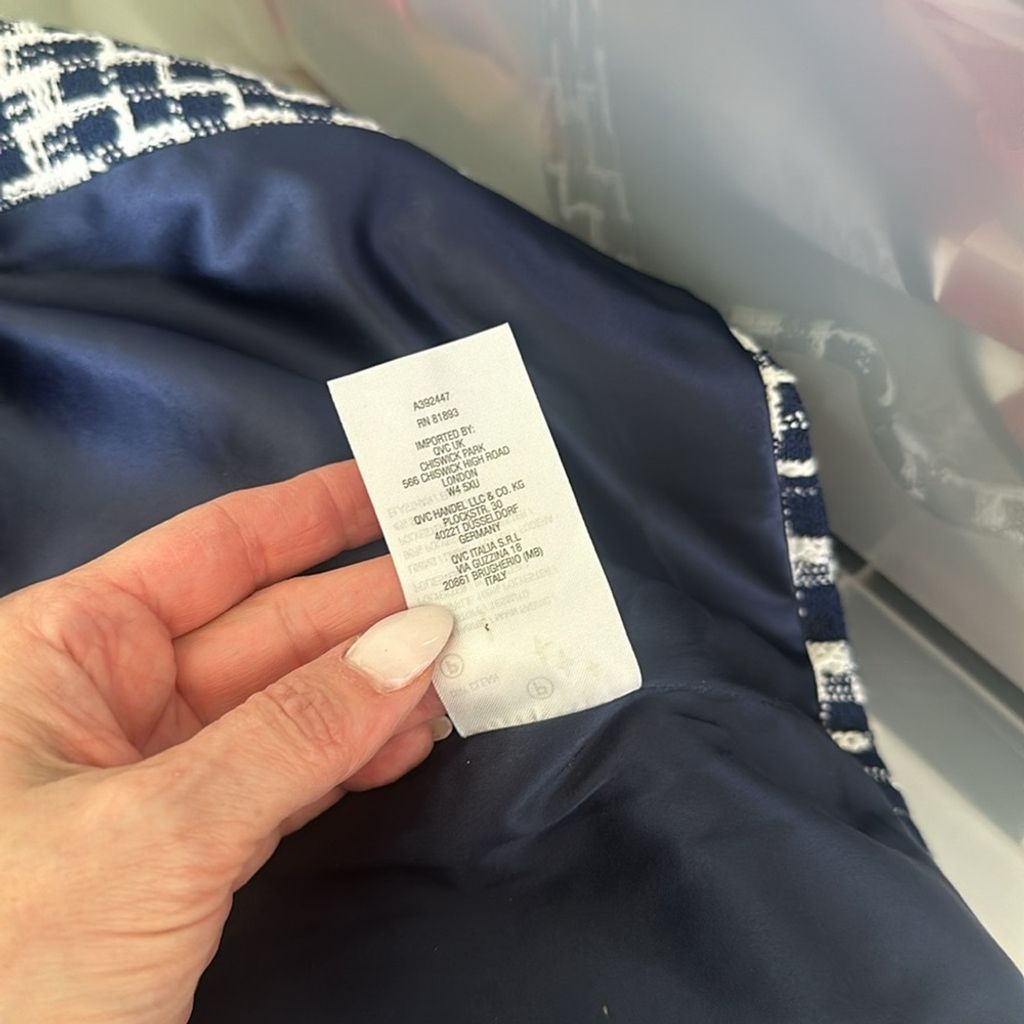 A392447
RN 81893
IMPORTED BY:
QVC UK
CHISWICK PARK
566 CHISWICK HIGH ROAD
LONDON
W4 5XU
QVC HANDEL LLC & CO. KG
PLOCKSTR. 30
40221 DUSSELDORF
GERMANY
QVC ITALIA S.R.L
VIA GUZZINA 18
20861 BRUGHERIO (MB)
ITALY